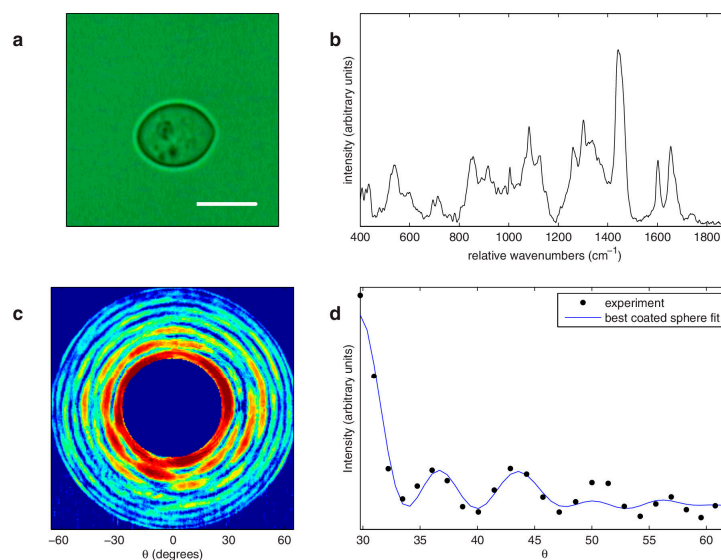 a
b
intensity (arbitrary units)
400 600 800 1000 1200 1400 1600 1800
relative wavenumbers (cm⁻¹)
c
−60 −30 0 30 60
θ (degrees)
d
experiment
best coated sphere fit
Intensity (arbitrary units)
30 35 40 45 50 55 60
θ